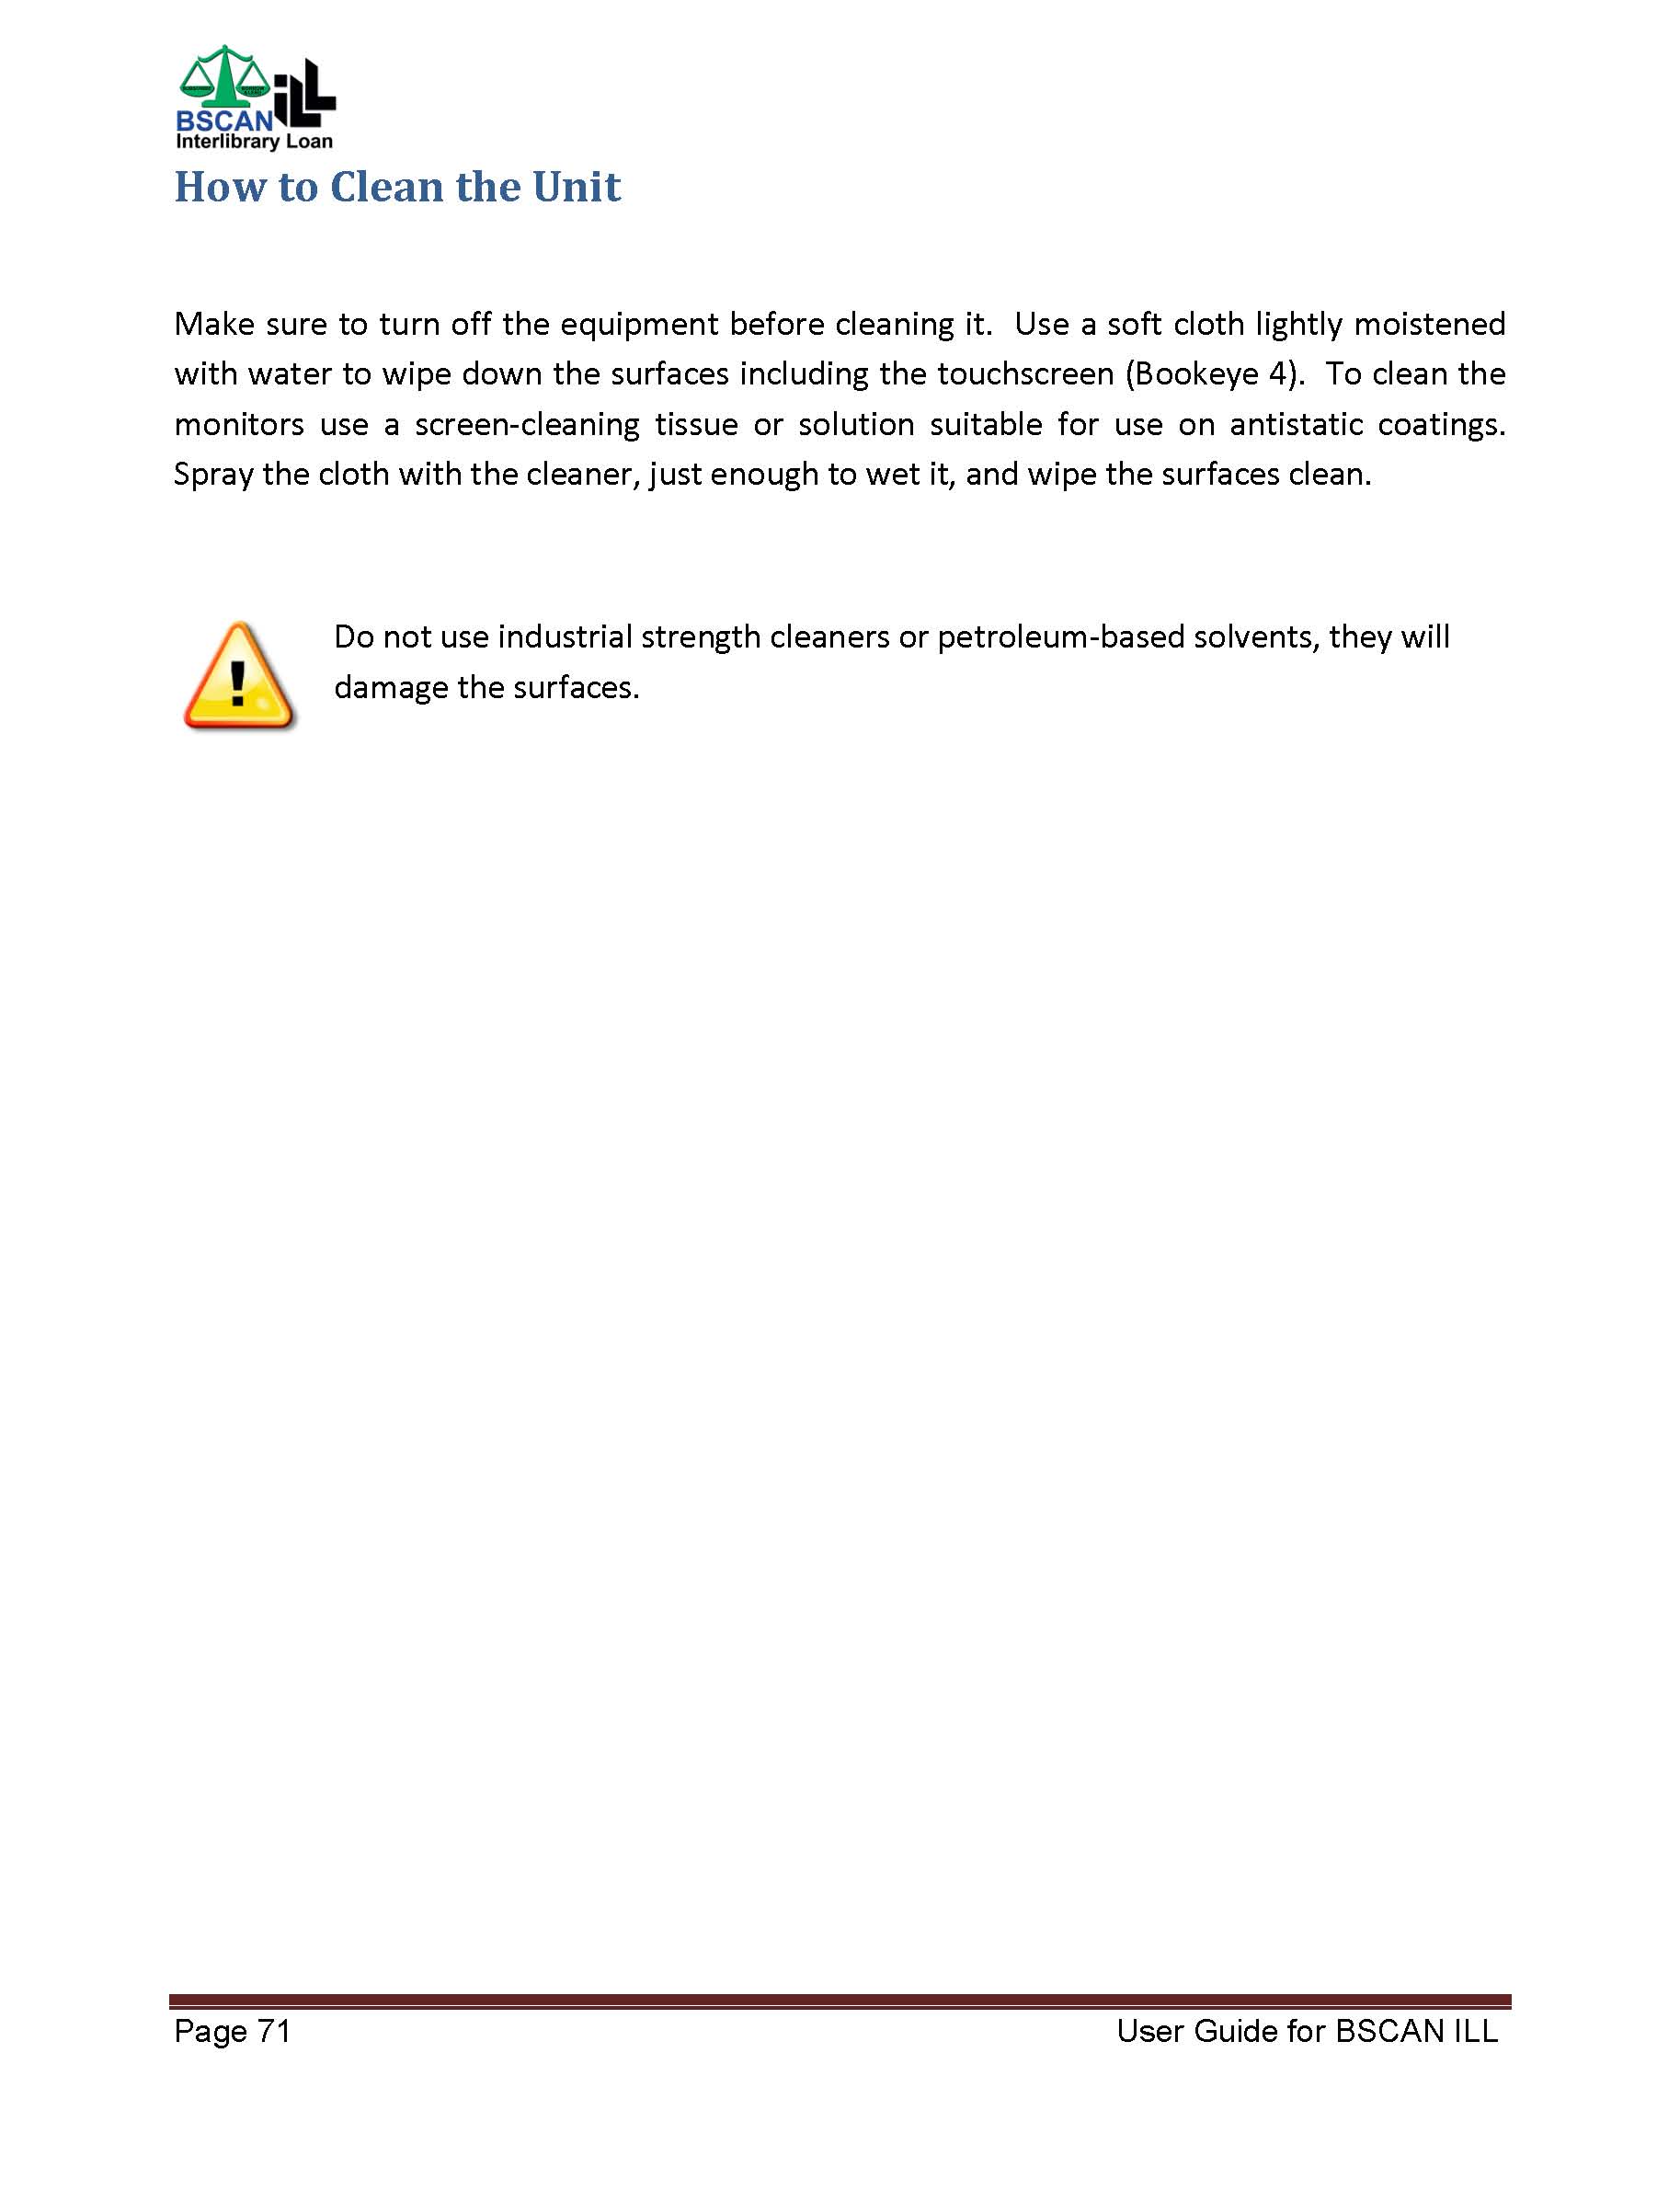 BSCAN ILL
Interlibrary Loan
How to Clean the Unit
Make sure to turn off the equipment before cleaning it.  Use a soft cloth lightly moistened
with water to wipe down the surfaces including the touchscreen (Bookeye 4).  To clean the
monitors use a screen-cleaning tissue or solution suitable for use on antistatic coatings.
Spray the cloth with the cleaner, just enough to wet it, and wipe the surfaces clean.
!
Do not use industrial strength cleaners or petroleum-based solvents, they will
damage the surfaces.
Page 71
User Guide for BSCAN ILL